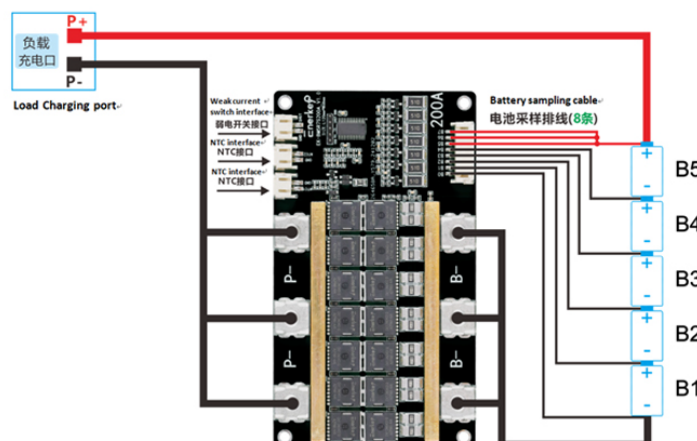 P+
负载
充电口
P-
Load Charging port
Weak current
switch interface
弱电开关接口
NTC interface
NTC接口
NTC interface
NTC接口
enerkeP
200A
Battery sampling cable
电池采样排线(8条)
+
-
B5
+
-
B4
+
-
B3
+
-
B2
+
-
B1
P-
B-
P-
B-